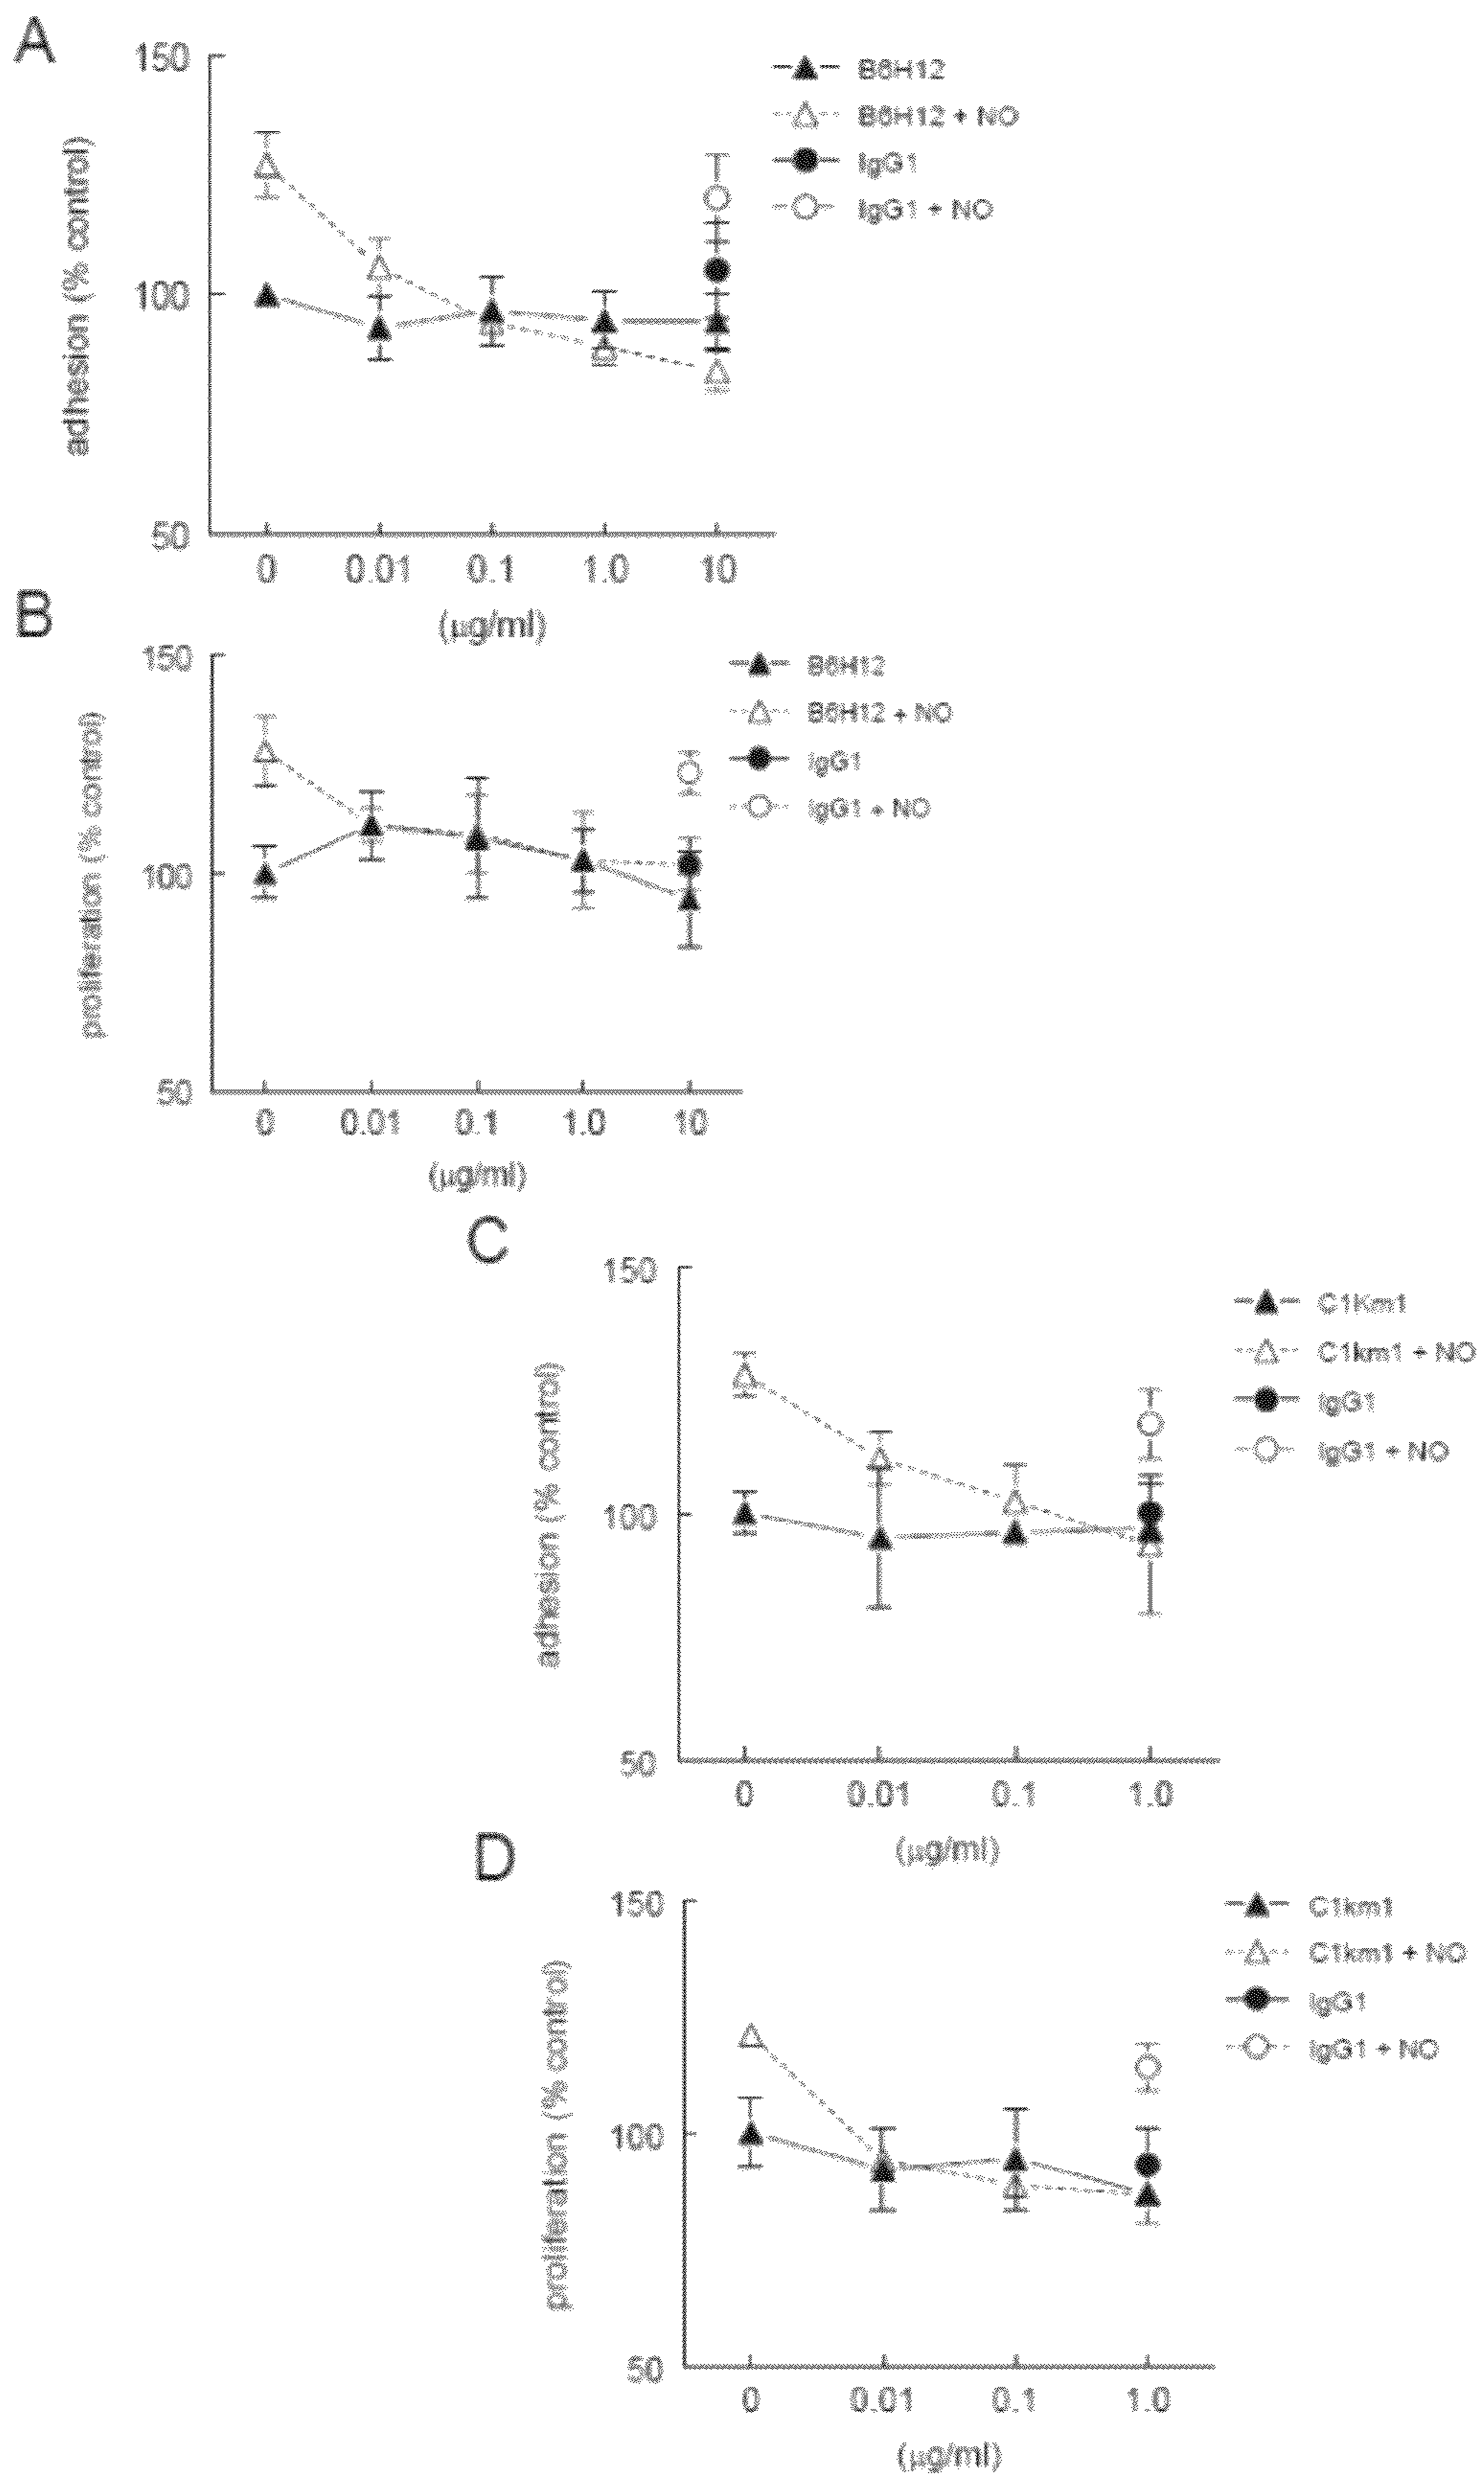 A
150
100
50
adhesion (% control)
0 0.01 0.1 1.0 10
(µg/ml)
B6H12
B6H12 + NO
IgG1
IgG1 + NO
B
150
100
50
proliferation (% control)
0 0.01 0.1 1.0 10
(µg/ml)
B6H12
B6H12 + NO
IgG1
IgG1 + NO
C
150
100
50
adhesion (% control)
0 0.01 0.1 1.0
(µg/ml)
C1Km1
C1km1 + NO
IgG1
IgG1 + NO
D
150
100
50
proliferation (% control)
0 0.01 0.1 1.0
(µg/ml)
C1km1
C1km1 + NO
IgG1
IgG1 + NO